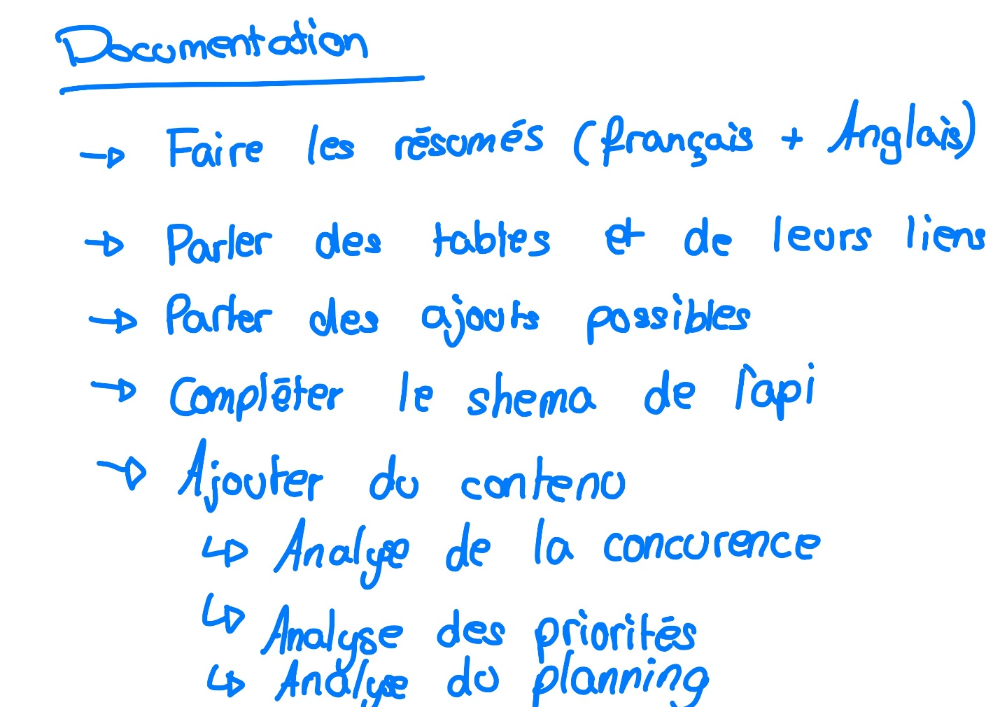 Documentation
→ Faire les résumés (français + Anglais)
→ Parler des tables et de leurs liens
→ Parler des ajouts possibles
→ Compléter le shema de l'api
→ Ajouter du contenu
↳ Analyse de la concurence
↳ Analyse des priorités
↳ Analyse du planning